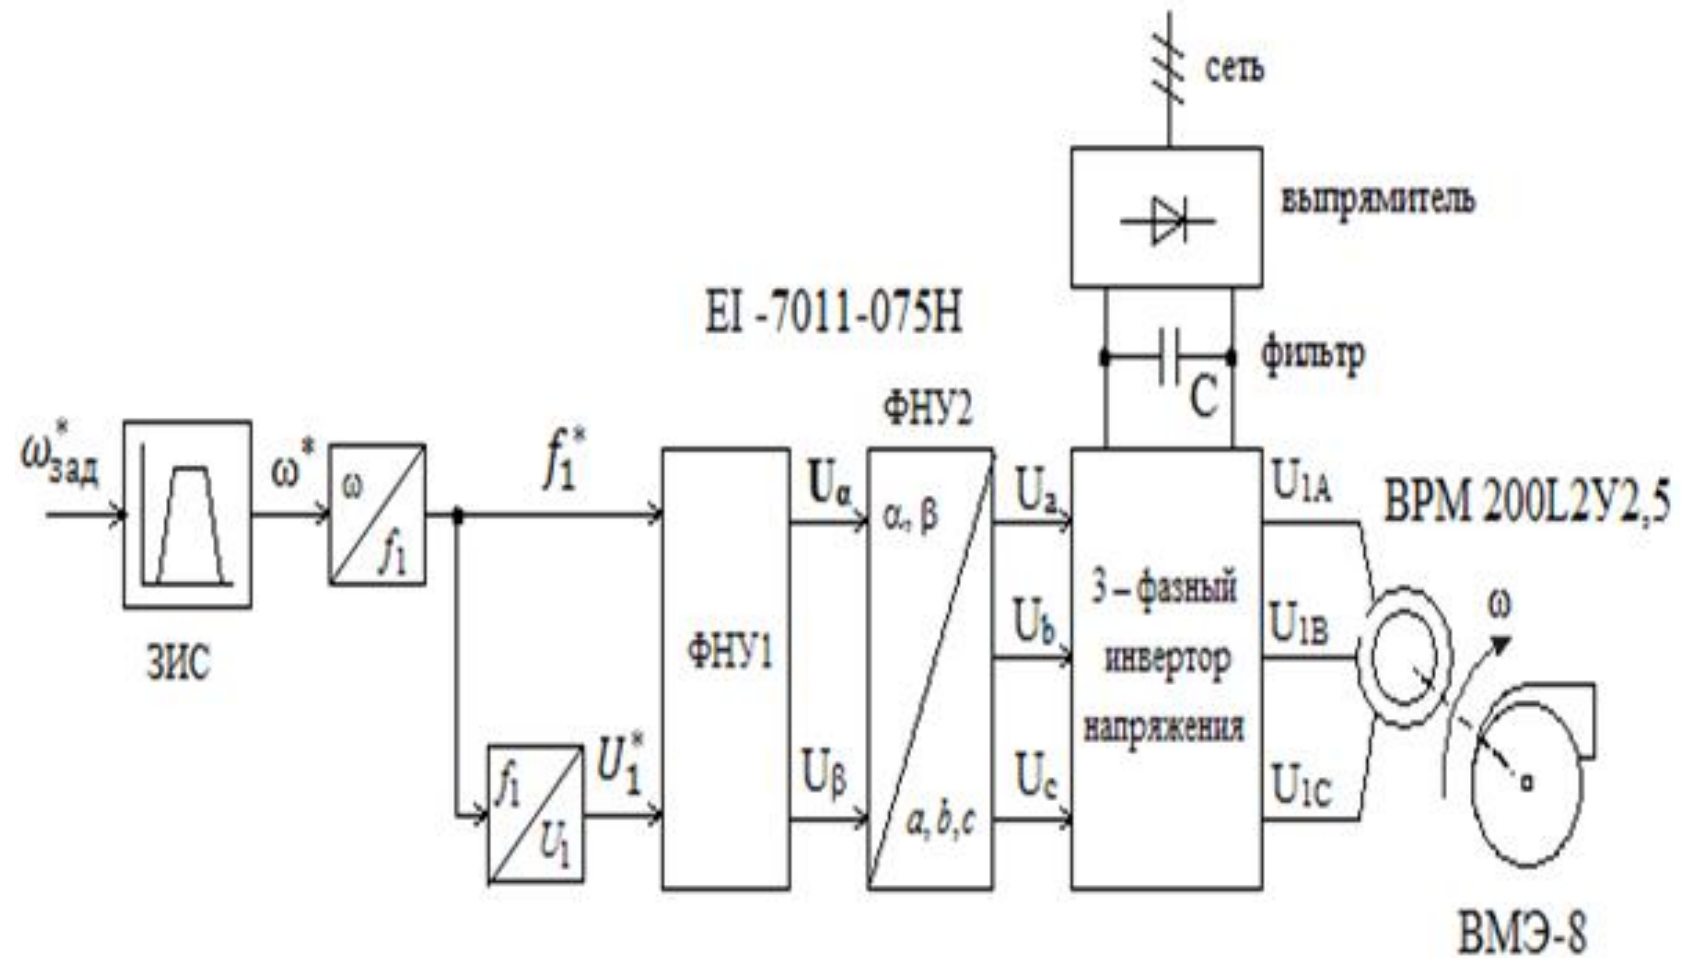 сеть
выпрямитель
EI -7011-075H
фильтр
C
ФНУ2
ω*зад
ω*
ω
f1
f1*
Uα
α, β
Ua
U1A
ВРМ 200L2У2,5
3 – фазный
инвертор
напряжения
Ub
U1B
ω
ЗИС
ФНУ1
f1
U1
U1*
Uβ
a, b, c
Uc
U1C
ВМЭ-8